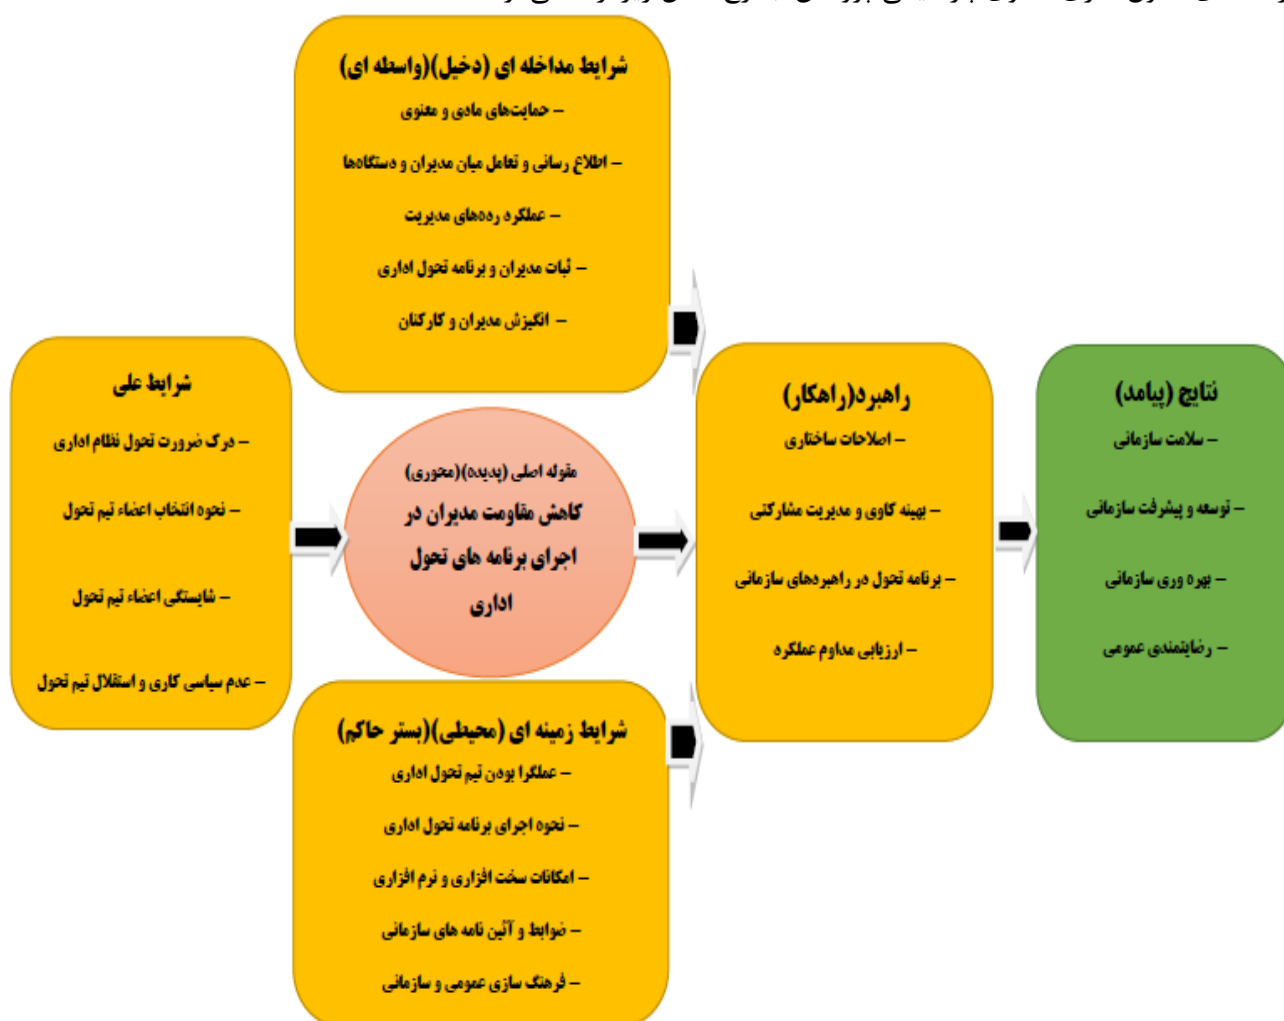 شرایط مداخله ای (دخیل)(واسطه ای)
– حمایت‌های مادی و معنوی
– اطلاع رسانی و تعامل میان مدیران و دستگاه‌ها
– عملکرد رده‌های مدیریت
– ثبات مدیران و برنامه تحول اداری
– انگیزش مدیران و کارکنان
شرایط علی
– درک ضرورت تحول نظام اداری
– نحوه انتخاب اعضاء تیم تحول
– شایستگی اعضاء تیم تحول
– عدم سیاسی کاری و استقلال تیم تحول
مقوله اصلی (پدیده)(محوری)
کاهش مقاومت مدیران در
اجرای برنامه های تحول
اداری
شرایط زمینه ای (محیطی)(بستر حاکم)
– عملگرا بودن تیم تحول اداری
– نحوه اجرای برنامه تحول اداری
– امکانات سخت افزاری و نرم افزاری
– ضوابط و آئین نامه های سازمانی
– فرهنگ سازی عمومی و سازمانی
راهبرد(راهکار)
– اصلاحات ساختاری
– بهینه کاوی و مدیریت مشارکتی
– برنامه تحول در راهبردهای سازمانی
– ارزیابی مداوم عملکرد
نتایج (پیامد)
– سلامت سازمانی
– توسعه و پیشرفت سازمانی
– بهره وری سازمانی
– رضایتمندی عمومی